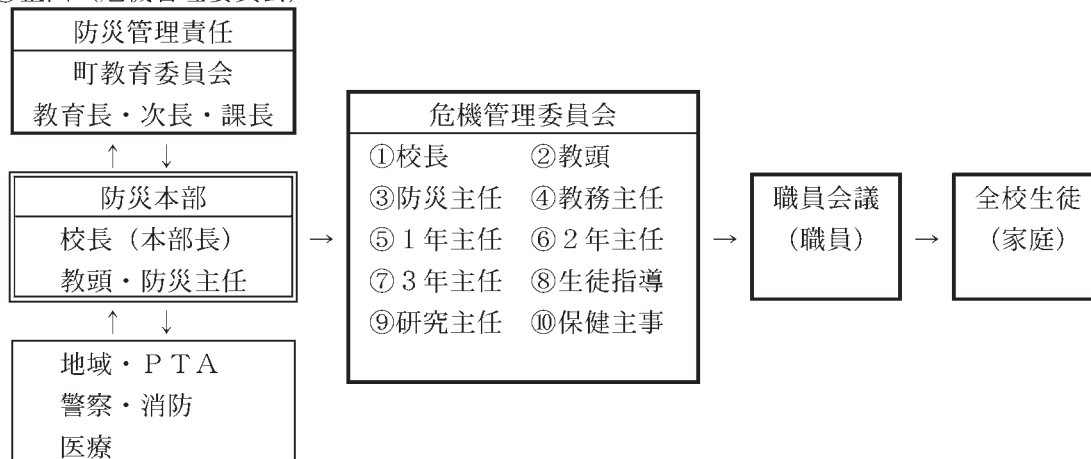 防災管理責任
町教育委員会
教育長・次長・課長
↑ ↓
防災本部
校長（本部長）
教頭・防災主任
↑ ↓
地域・ＰＴＡ
警察・消防
医療
→
危機管理委員会
①校長 ②教頭
③防災主任 ④教務主任
⑤１年主任 ⑥２年主任
⑦３年主任 ⑧生徒指導
⑨研究主任 ⑩保健主事
→
職員会議
（職員）
→
全校生徒
（家庭）